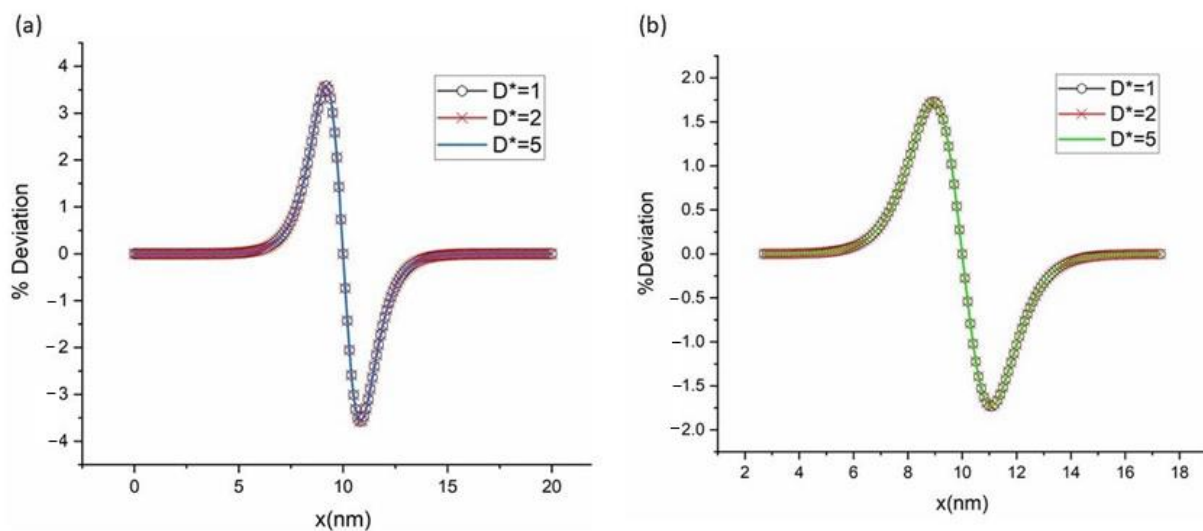 (a)
% Deviation
4
3
2
1
0
−1
−2
−3
−4
D*=1
D*=2
D*=5
0
5
10
15
20
x(nm)
(b)
%Deviation
2.0
1.5
1.0
0.5
0.0
−0.5
−1.0
−1.5
−2.0
D*=1
D*=2
D*=5
2
4
6
8
10
12
14
16
18
x(nm)